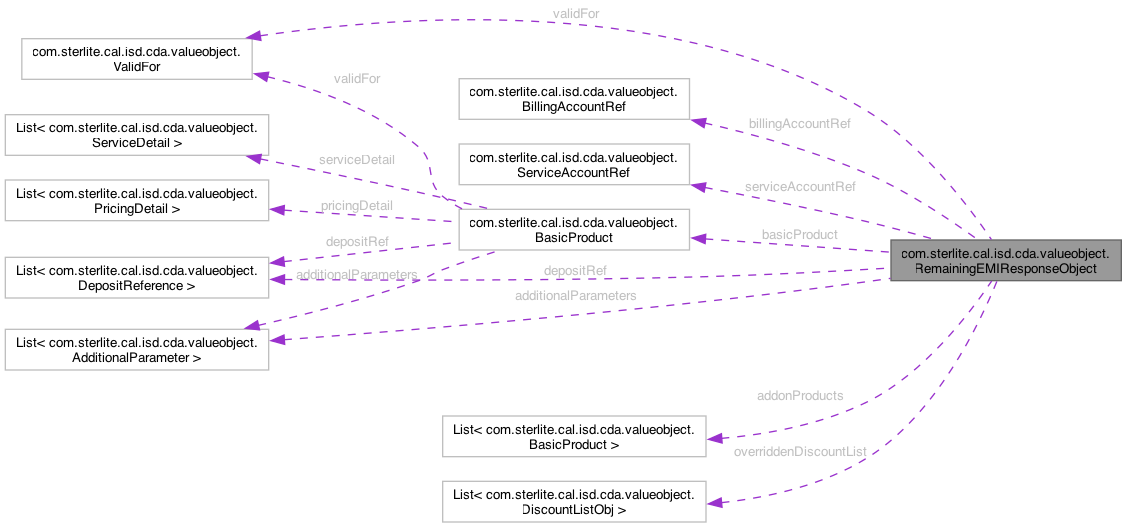 validFor
com.sterlite.cal.isd.cda.valueobject.
ValidFor
validFor
com.sterlite.cal.isd.cda.valueobject.
BillingAccountRef
billingAccountRef
List< com.sterlite.cal.isd.cda.valueobject.
ServiceDetail >
serviceDetail
com.sterlite.cal.isd.cda.valueobject.
ServiceAccountRef
serviceAccountRef
List< com.sterlite.cal.isd.cda.valueobject.
PricingDetail >
pricingDetail
com.sterlite.cal.isd.cda.valueobject.
BasicProduct
basicProduct
com.sterlite.cal.isd.cda.valueobject.
RemainingEMIResponseObject
List< com.sterlite.cal.isd.cda.valueobject.
DepositReference >
depositRef
additionalParameters
depositRef
additionalParameters
List< com.sterlite.cal.isd.cda.valueobject.
AdditionalParameter >
addonProducts
List< com.sterlite.cal.isd.cda.valueobject.
BasicProduct >
overriddenDiscountList
List< com.sterlite.cal.isd.cda.valueobject.
DiscountListObj >